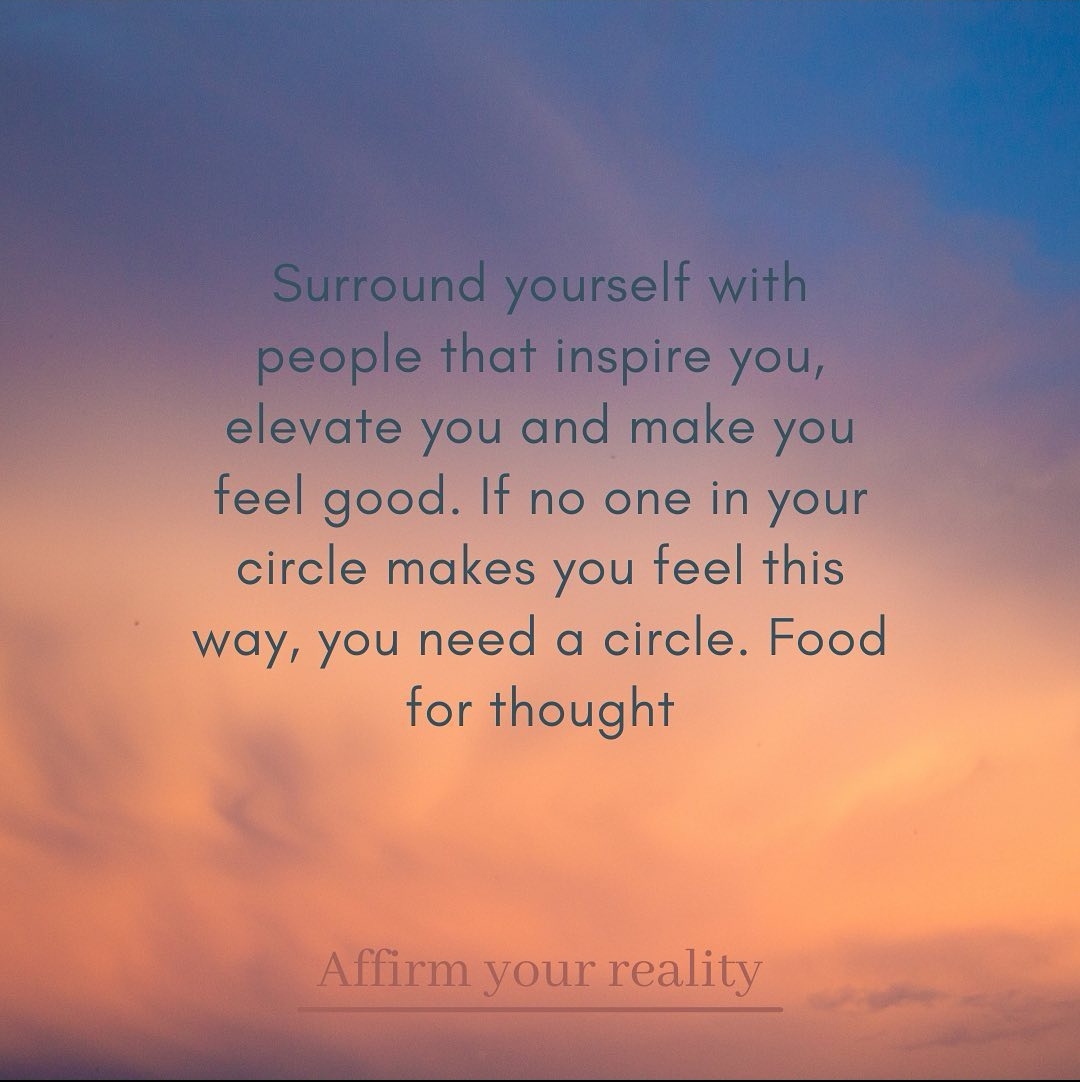 Surround yourself with
people that inspire you,
elevate you and make you
feel good. If no one in your
circle makes you feel this
way, you need a circle. Food
for thought
Affirm your reality